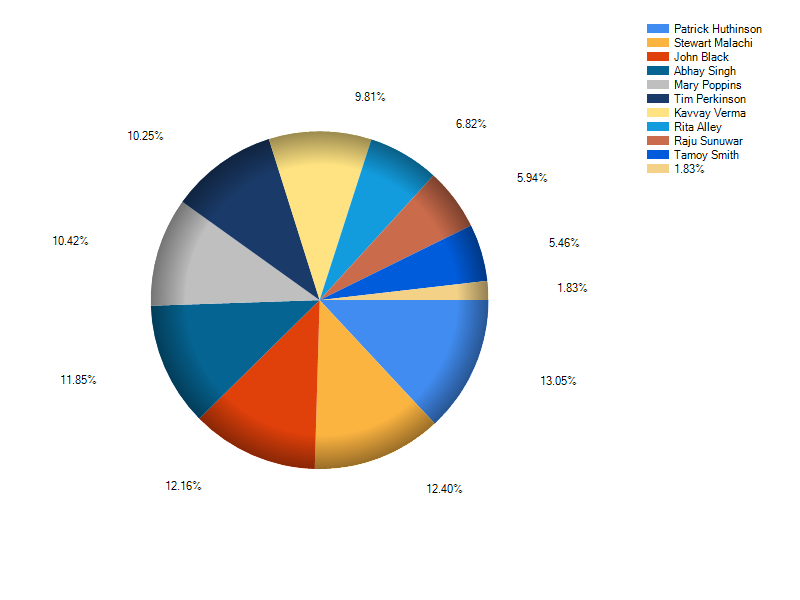 Patrick Huthinson
Stewart Malachi
John Black
Abhay Singh
Mary Poppins
Tim Perkinson
Kavvay Verma
Rita Alley
Raju Sunuwar
Tamoy Smith
1.83%
9.81%
6.82%
10.25%
5.94%
10.42%
5.46%
1.83%
11.85%
13.05%
12.16%
12.40%